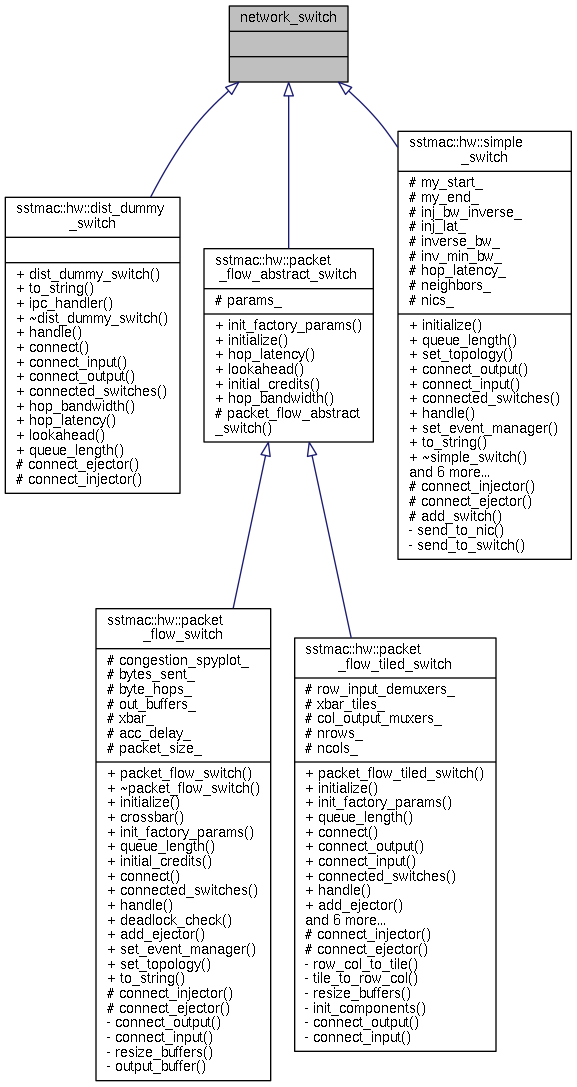 network_switch
sstmac::hw::simple
_switch
# my_start_
# my_end_
# inj_bw_inverse_
# inj_lat_
# inverse_bw_
# inv_min_bw_
# hop_latency_
# neighbors_
# nics_
+ initialize()
+ queue_length()
+ set_topology()
+ connect_output()
+ connect_input()
+ connected_switches()
+ handle()
+ set_event_manager()
+ to_string()
+ ~simple_switch()
and 6 more...
# connect_injector()
# connect_ejector()
# add_switch()
- send_to_nic()
- send_to_switch()
sstmac::hw::dist_dummy
_switch
+ dist_dummy_switch()
+ to_string()
+ ipc_handler()
+ ~dist_dummy_switch()
+ handle()
+ connect()
+ connect_input()
+ connect_output()
+ connected_switches()
+ hop_bandwidth()
+ hop_latency()
+ lookahead()
+ queue_length()
# connect_ejector()
# connect_injector()
sstmac::hw::packet
_flow_abstract_switch
# params_
+ init_factory_params()
+ initialize()
+ hop_latency()
+ lookahead()
+ initial_credits()
+ hop_bandwidth()
# packet_flow_abstract
_switch()
sstmac::hw::packet
_flow_switch
# congestion_spyplot_
# bytes_sent_
# byte_hops_
# out_buffers_
# xbar_
# acc_delay_
# packet_size_
+ packet_flow_switch()
+ ~packet_flow_switch()
+ initialize()
+ crossbar()
+ init_factory_params()
+ queue_length()
+ initial_credits()
+ connect()
+ connected_switches()
+ handle()
+ deadlock_check()
+ add_ejector()
+ set_event_manager()
+ set_topology()
+ to_string()
# connect_injector()
# connect_ejector()
- connect_output()
- connect_input()
- resize_buffers()
- output_buffer()
sstmac::hw::packet
_flow_tiled_switch
# row_input_demuxers_
# xbar_tiles_
# col_output_muxers_
# nrows_
# ncols_
+ packet_flow_tiled_switch()
+ initialize()
+ init_factory_params()
+ queue_length()
+ connect()
+ connect_output()
+ connect_input()
+ connected_switches()
+ handle()
+ add_ejector()
and 6 more...
# connect_injector()
# connect_ejector()
- row_col_to_tile()
- tile_to_row_col()
- resize_buffers()
- init_components()
- connect_output()
- connect_input()